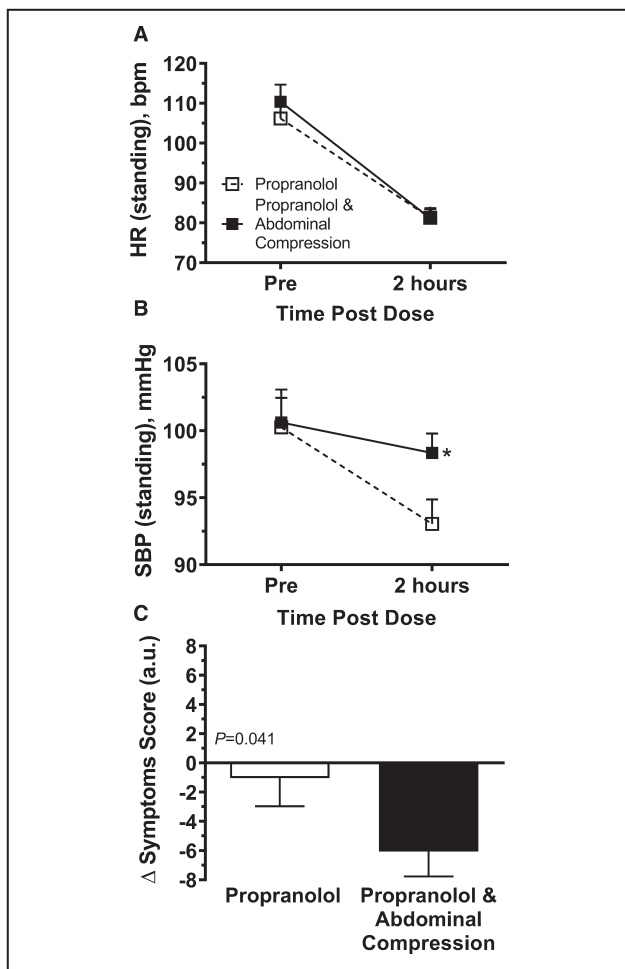 A
HR (standing), bpm
120
110
100
90
80
70
Propranolol
Propranolol &
Abdominal
Compression
Pre
2 hours
Time Post Dose
B
SBP (standing), mmHg
105
100
95
90
*
Pre
2 hours
Time Post Dose
C
Δ Symptoms Score (a.u.)
8
6
4
2
0
-2
-4
-6
-8
P=0.041
Propranolol
Propranolol &
Abdominal
Compression